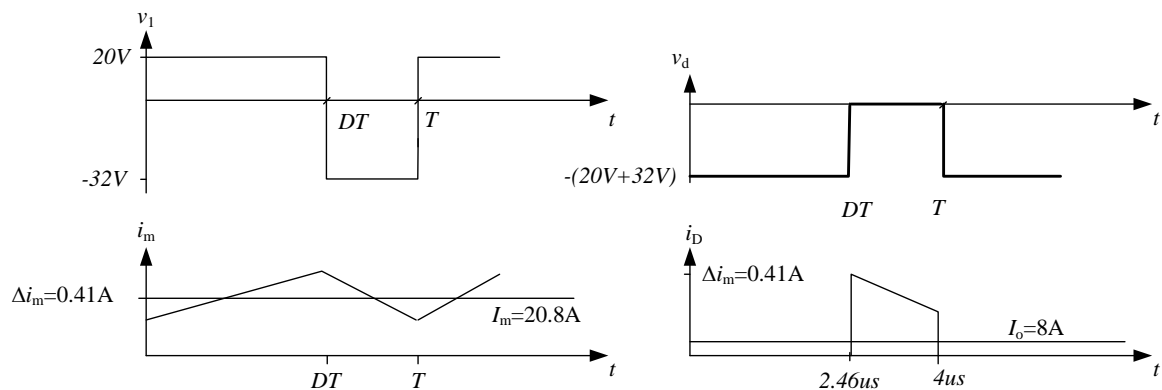 v1
20V
DT
T
t
-32V
vd
t
-(20V+32V)
DT
T
im
Δim=0.41A
Im=20.8A
DT
T
t
iD
Δim=0.41A
Io=8A
2.46us
4us
t